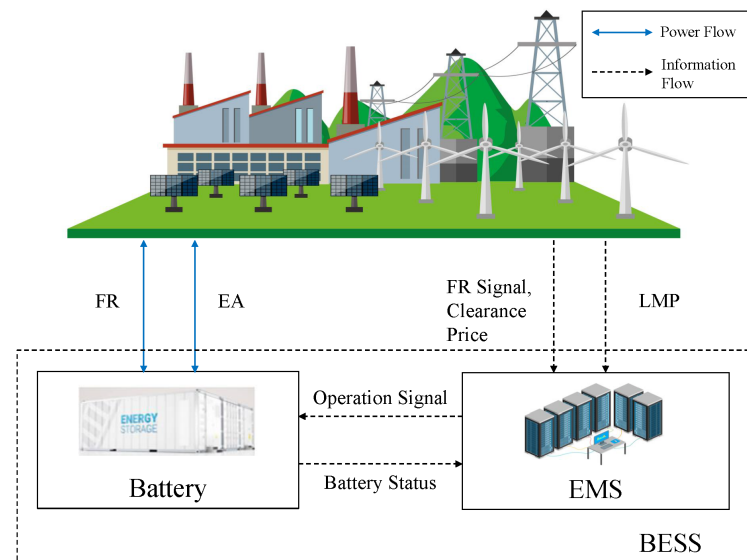 Power Flow
Information
Flow
FR
EA
FR Signal,
Clearance
Price
LMP
Operation Signal
ENERGY
STORAGE
Battery Status
Battery
EMS
BESS